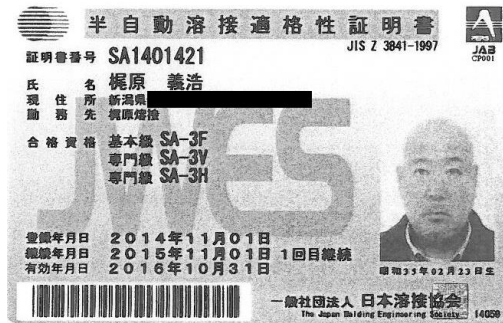 半自動溶接適格性証明書
JIS Z 3841-1997
JAB
CP001
証明書番号 SA1401421
氏名 梶原 義浩
現住所 新潟県
勤務先 梶原熔接
合格資格 基本級 SA-3F
専門級 SA-3V
専門級 SA-3H
JWES
登録年月日 2014年11月01日
継続年月日 2015年11月01日 1回目継続
有効年月日 2016年10月31日
昭和35年02月23日生
一般社団法人 日本溶接協会
The Japan Welding Engineering Society
1405